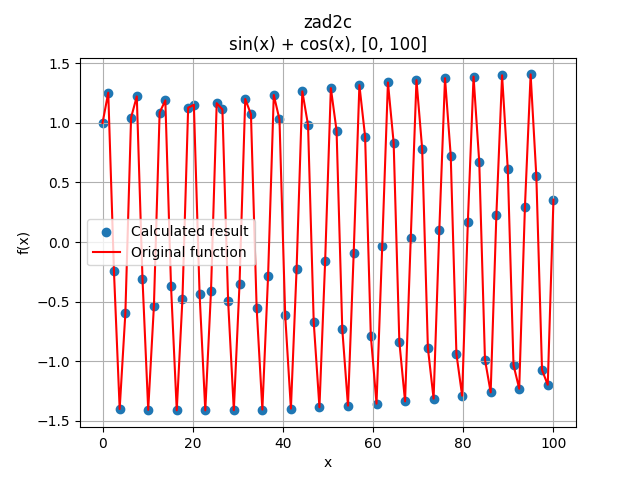 zad2c
sin(x) + cos(x), [0, 100]
1.5
1.0
0.5
0.0
−0.5
−1.0
−1.5
f(x)
Calculated result
Original function
0
20
40
60
80
100
x